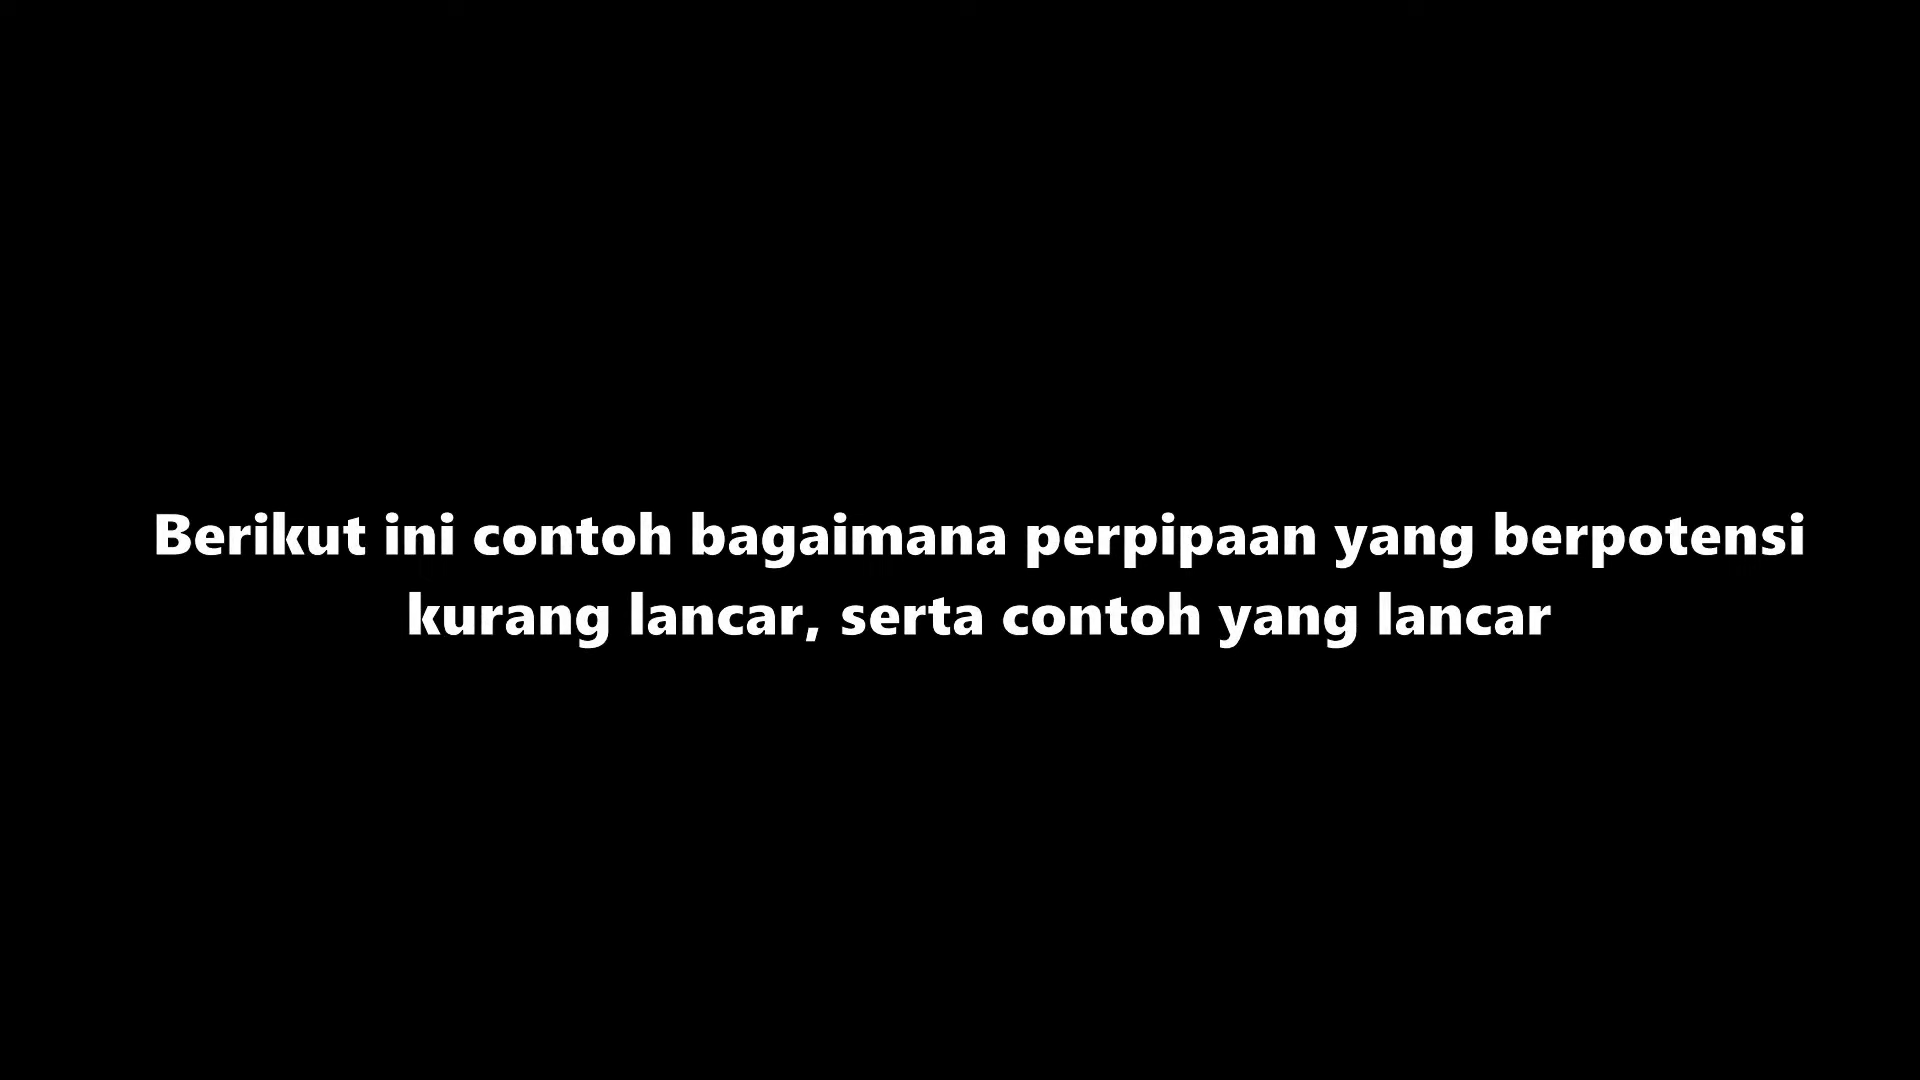 Berikut ini contoh bagaimana perpipaan yang berpotensi
kurang lancar, serta contoh yang lancar